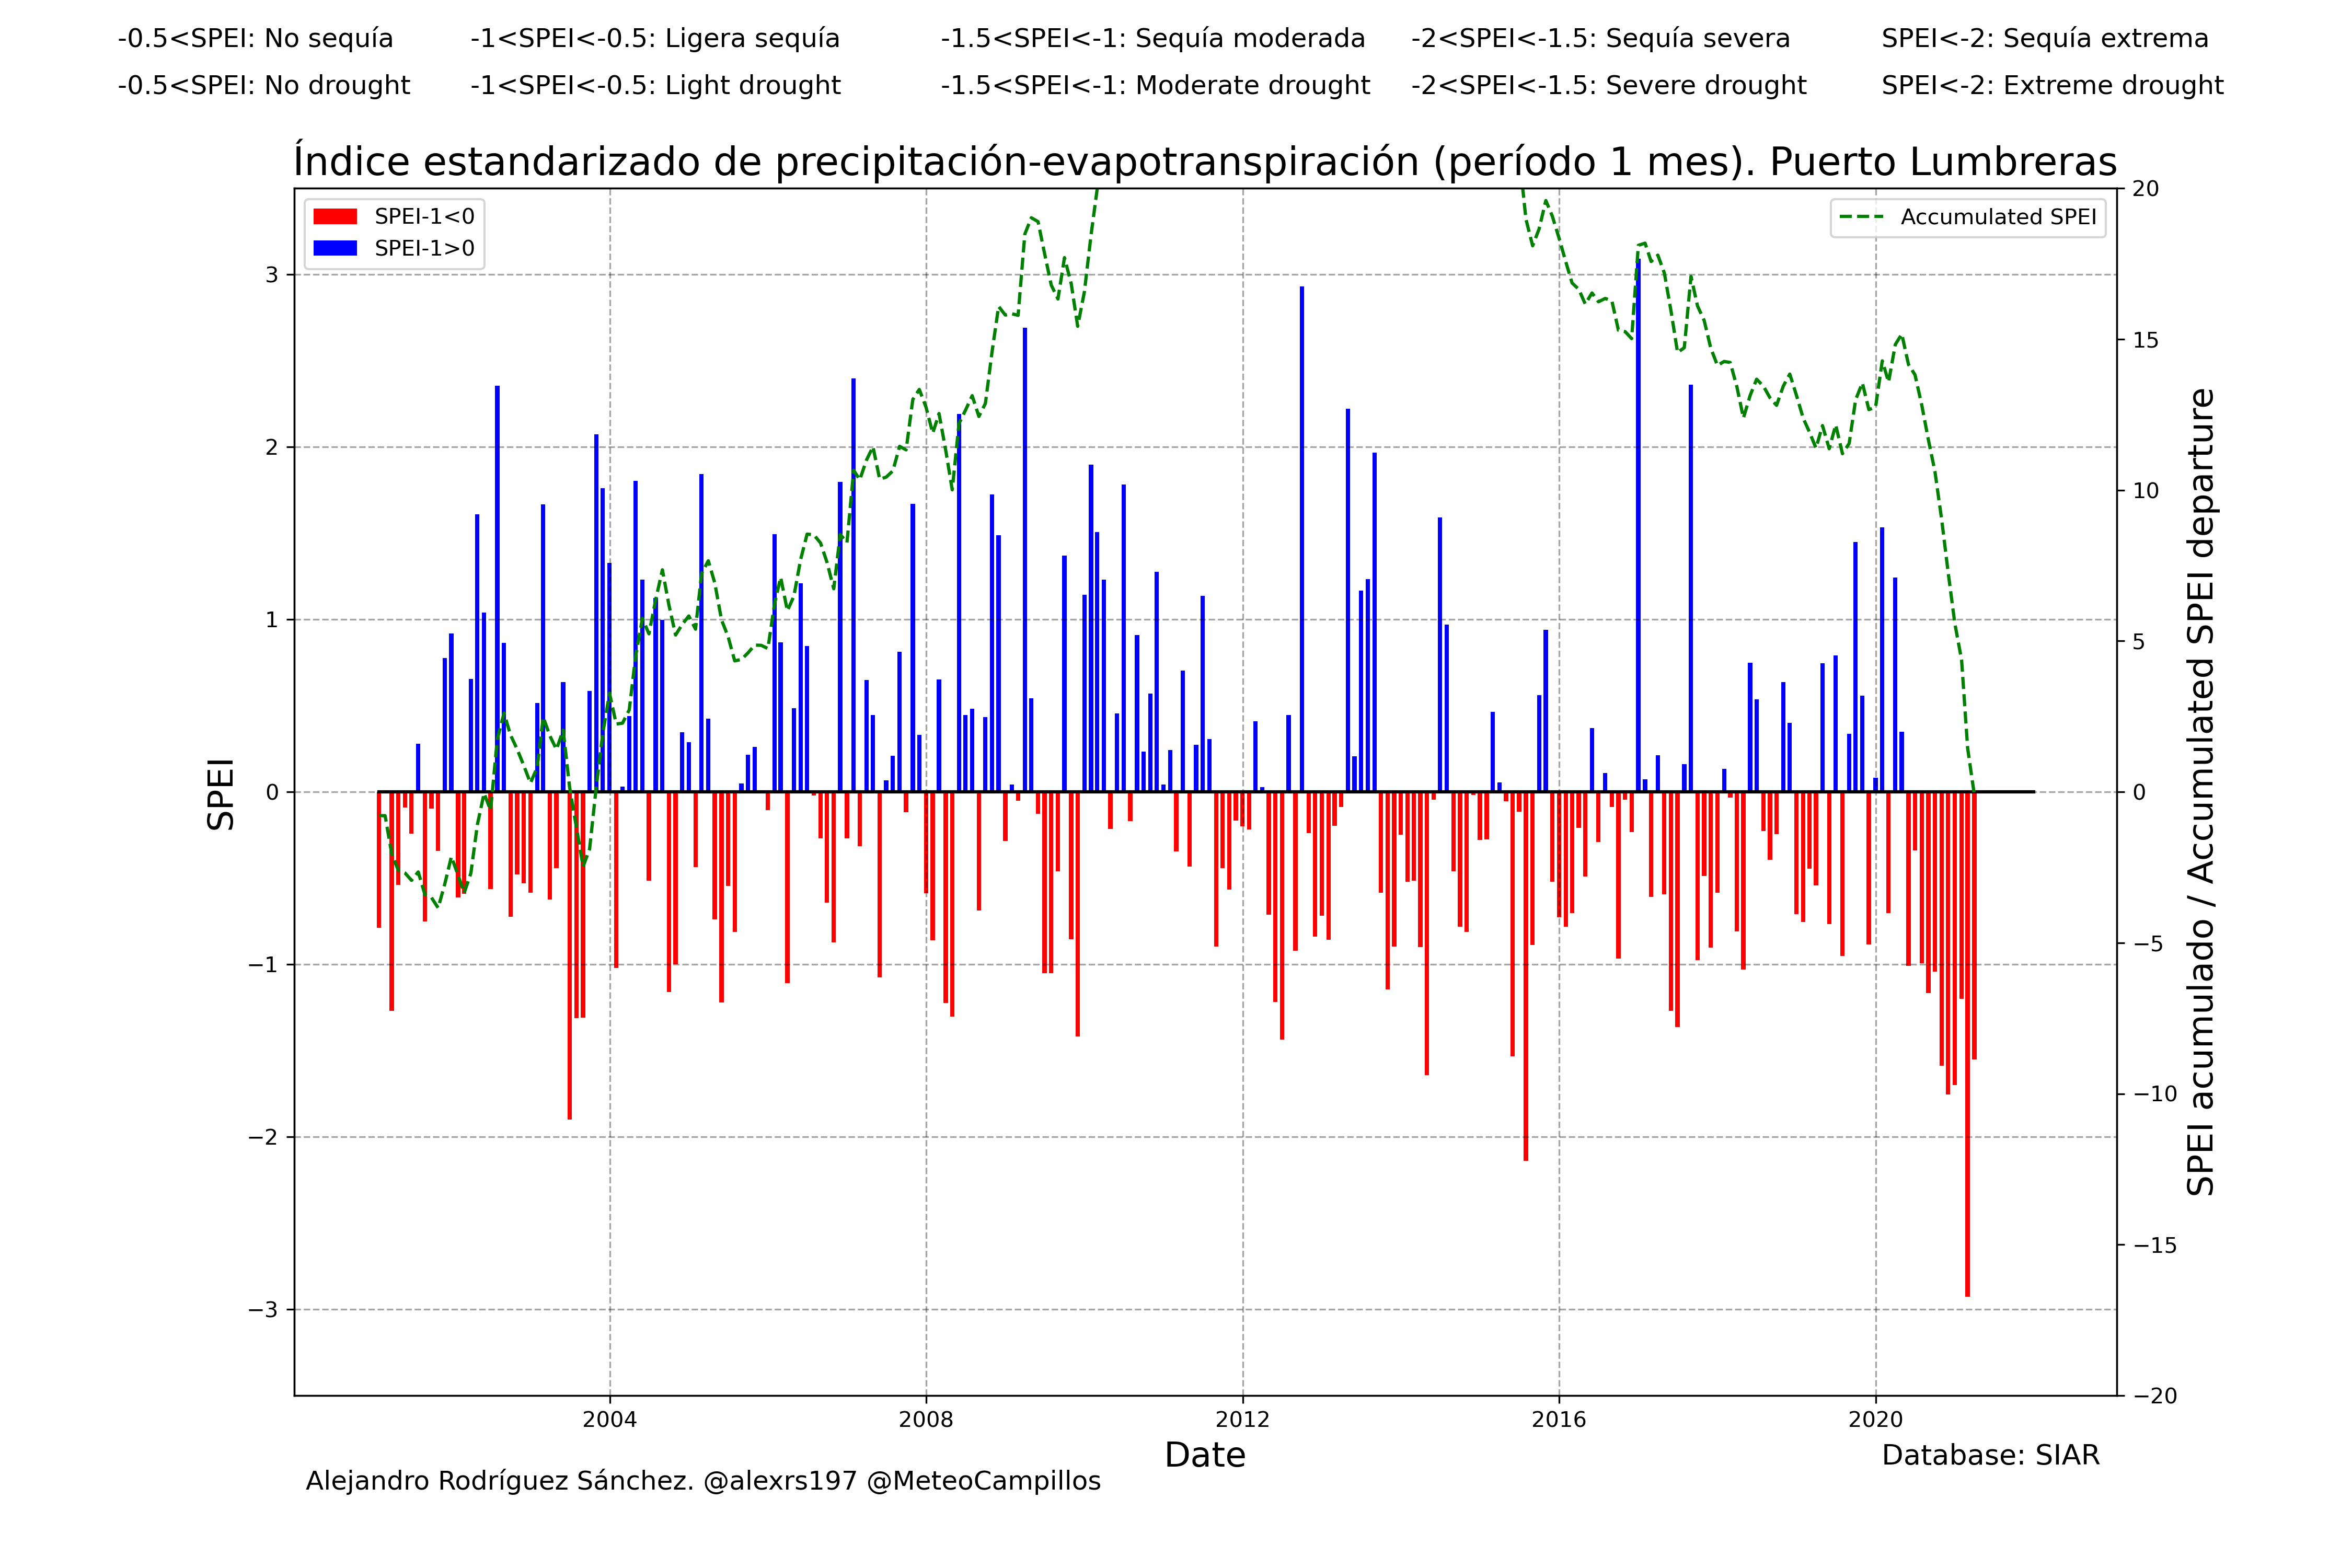 -0.5<SPEI: No sequía -1<SPEI<-0.5: Ligera sequía -1.5<SPEI<-1: Sequía moderada -2<SPEI<-1.5: Sequía severa SPEI<-2: Sequía extrema
-0.5<SPEI: No drought -1<SPEI<-0.5: Light drought -1.5<SPEI<-1: Moderate drought -2<SPEI<-1.5: Severe drought SPEI<-2: Extreme drought
Índice estandarizado de precipitación-evapotranspiración (período 1 mes). Puerto Lumbreras
SPEI-1<0
SPEI-1>0
Accumulated SPEI
SPEI
3
2
1
0
−1
−2
−3
20
15
10
5
0
−5
−10
−15
−20
SPEI acumulado / Accumulated SPEI departure
2004 2008 2012 2016 2020
Date
Database: SIAR
Alejandro Rodríguez Sánchez. @alexrs197 @MeteoCampillos